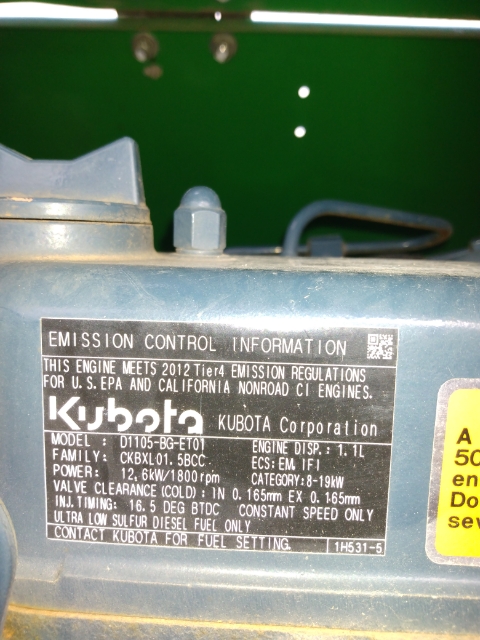 EMISSION CONTROL INFORMATION
THIS ENGINE MEETS 2012 Tier4 EMISSION REGULATIONS
FOR U.S.EPA AND CALIFORNIA NONROAD CI ENGINES.
Kubota KUBOTA Corporation
MODEL : D1105-BG-ET01 ENGINE DISP.: 1.1L
FAMILY: CKBXL01.5BCC ECS:EM,IFI
POWER: 12.6kW/1800rpm CATEGORY:8-19kW
VALVE CLEARANCE(COLD): IN 0.165mm EX 0.165mm
INJ.TIMING: 16.5 DEG BTDC CONSTANT SPEED ONLY
ULTRA LOW SULFUR DIESEL FUEL ONLY
CONTACT KUBOTA FOR FUEL SETTING. 1H531-5
A
50
en
Do
sev